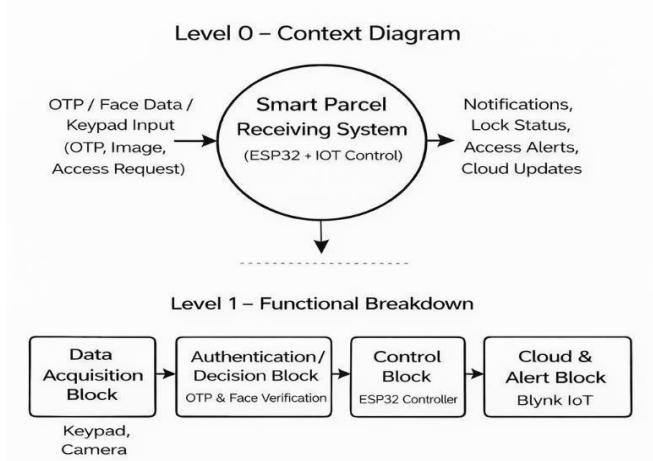 Level 0 – Context Diagram
OTP / Face Data /
Keypad Input
(OTP, Image,
Access Request)
Smart Parcel
Receiving System
(ESP32 + IOT Control)
Notifications,
Lock Status,
Access Alerts,
Cloud Updates
Level 1 – Functional Breakdown
Data
Acquisition
Block
Keypad,
Camera
Authentication/
Decision Block
OTP & Face Verification
Control
Block
ESP32 Controller
Cloud &
Alert Block
Blynk IoT